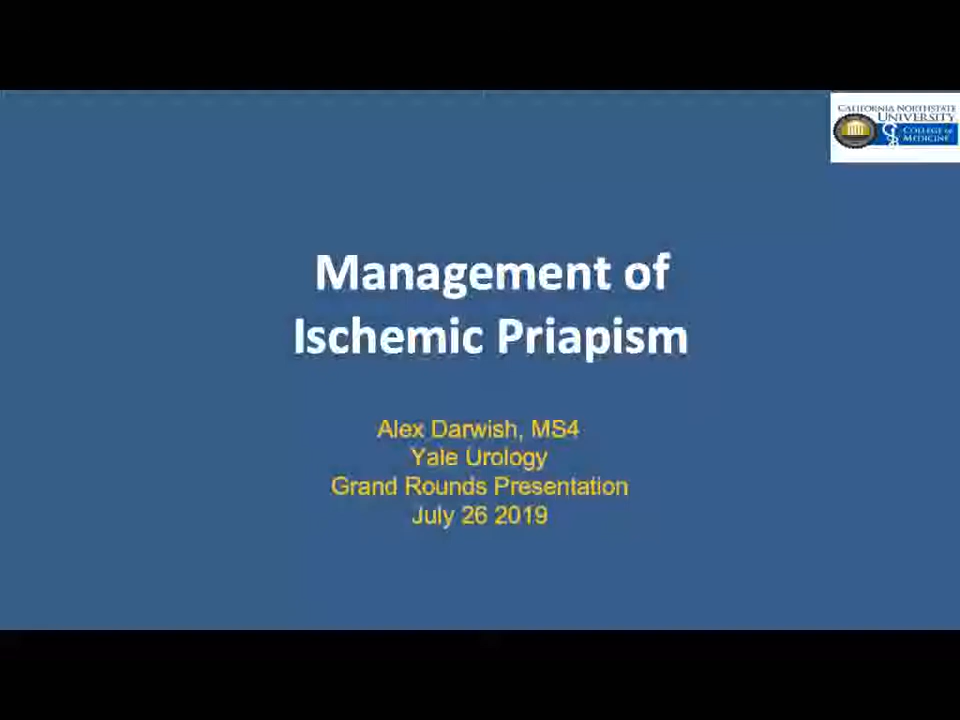 CALIFORNIA NORTHSTATE
UNIVERSITY
COLLEGE OF
MEDICINE
Management of
Ischemic Priapism
Alex Darwish, MS4
Yale Urology
Grand Rounds Presentation
July 26 2019